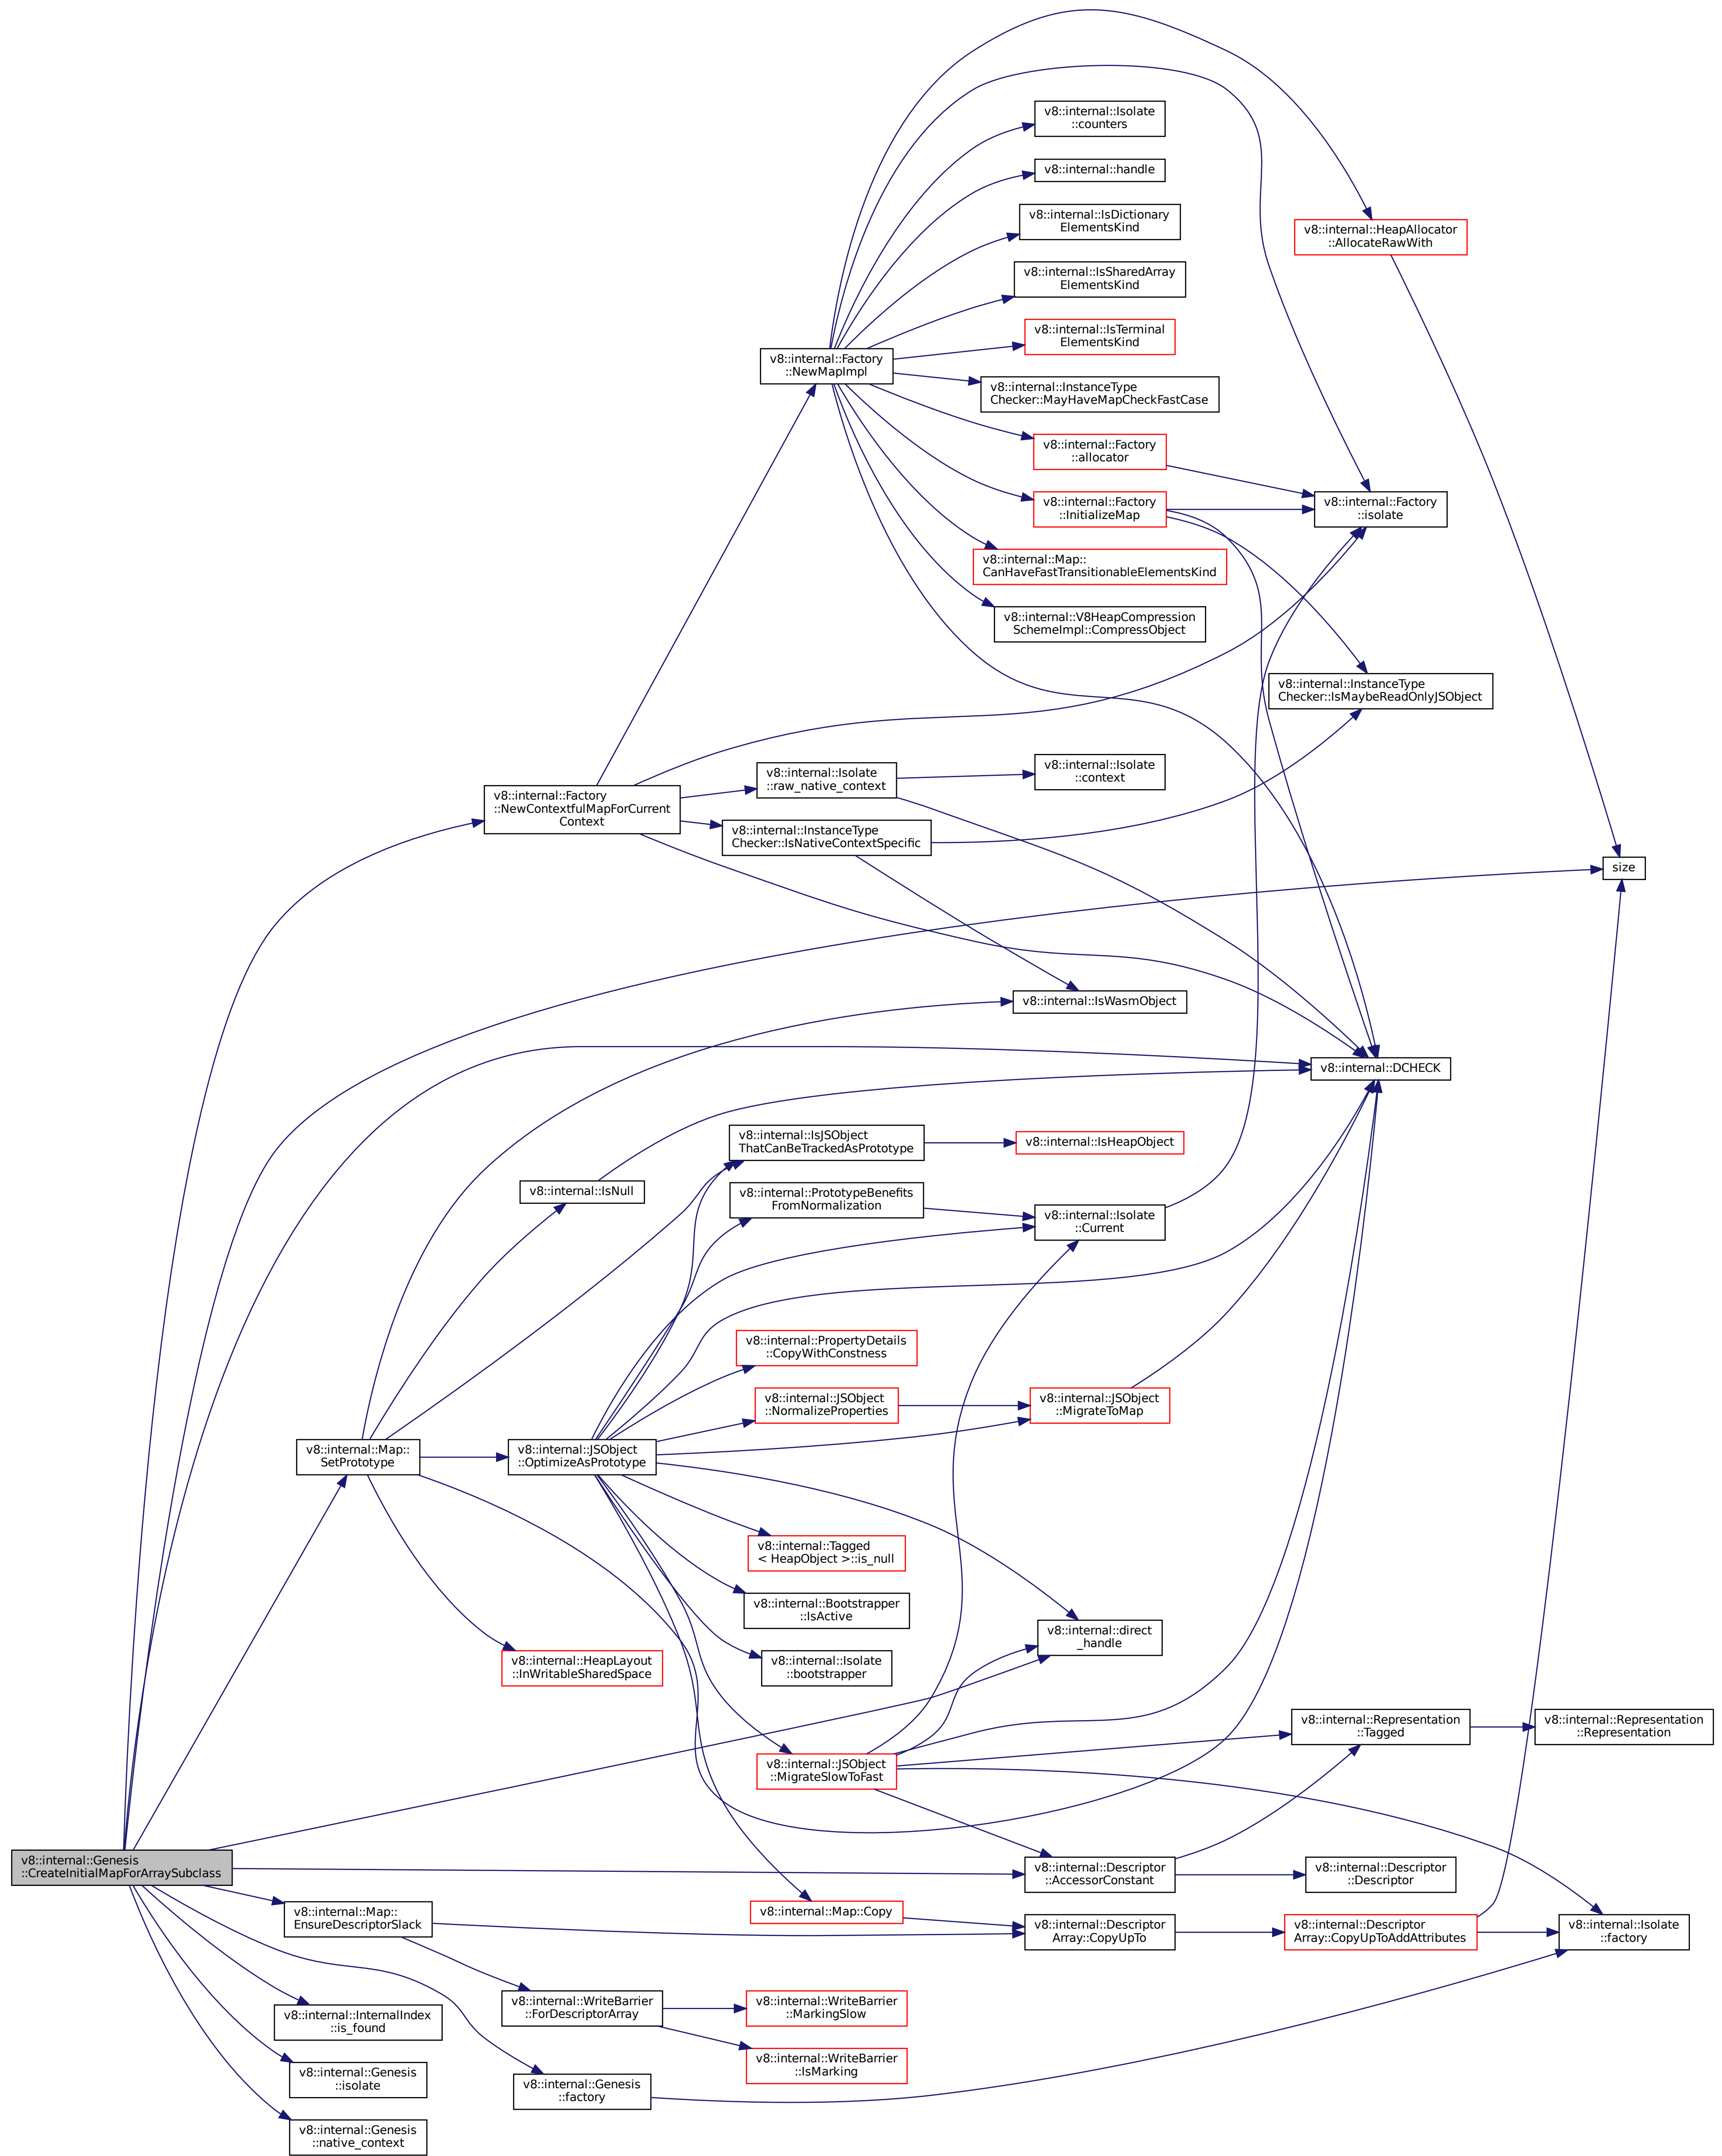 v8::internal::Isolate
::counters
v8::internal::handle
v8::internal::IsDictionary
ElementsKind
v8::internal::HeapAllocator
::AllocateRawWith
v8::internal::IsSharedArray
ElementsKind
v8::internal::IsTerminal
ElementsKind
v8::internal::Factory
::NewMapImpl
v8::internal::InstanceType
Checker::MayHaveMapCheckFastCase
v8::internal::Factory
::allocator
v8::internal::Factory
::InitializeMap
v8::internal::Factory
::isolate
v8::internal::Map::
CanHaveFastTransitionableElementsKind
v8::internal::V8HeapCompression
SchemeImpl::CompressObject
v8::internal::InstanceType
Checker::IsMaybeReadOnlyJSObject
v8::internal::Isolate
::context
v8::internal::Isolate
::raw_native_context
v8::internal::Factory
::NewContextfulMapForCurrent
Context
v8::internal::InstanceType
Checker::IsNativeContextSpecific
size
v8::internal::IsWasmObject
v8::internal::DCHECK
v8::internal::IsJSObject
ThatCanBeTrackedAsPrototype
v8::internal::IsHeapObject
v8::internal::IsNull
v8::internal::PrototypeBenefits
FromNormalization
v8::internal::Isolate
::Current
v8::internal::PropertyDetails
::CopyWithConstness
v8::internal::JSObject
::NormalizeProperties
v8::internal::JSObject
::MigrateToMap
v8::internal::Map::
SetPrototype
v8::internal::JSObject
::OptimizeAsPrototype
v8::internal::Tagged
< HeapObject >::is_null
v8::internal::Bootstrapper
::IsActive
v8::internal::direct
_handle
v8::internal::HeapLayout
::InWritableSharedSpace
v8::internal::Isolate
::bootstrapper
v8::internal::Representation
::Tagged
v8::internal::Representation
::Representation
v8::internal::JSObject
::MigrateSlowToFast
v8::internal::Genesis
::CreateInitialMapForArraySubclass
v8::internal::Descriptor
::AccessorConstant
v8::internal::Descriptor
::Descriptor
v8::internal::Map::
EnsureDescriptorSlack
v8::internal::Map::Copy
v8::internal::Descriptor
Array::CopyUpTo
v8::internal::Descriptor
Array::CopyUpToAddAttributes
v8::internal::Isolate
::factory
v8::internal::WriteBarrier
::ForDescriptorArray
v8::internal::WriteBarrier
::MarkingSlow
v8::internal::InternalIndex
::is_found
v8::internal::WriteBarrier
::IsMarking
v8::internal::Genesis
::isolate
v8::internal::Genesis
::factory
v8::internal::Genesis
::native_context